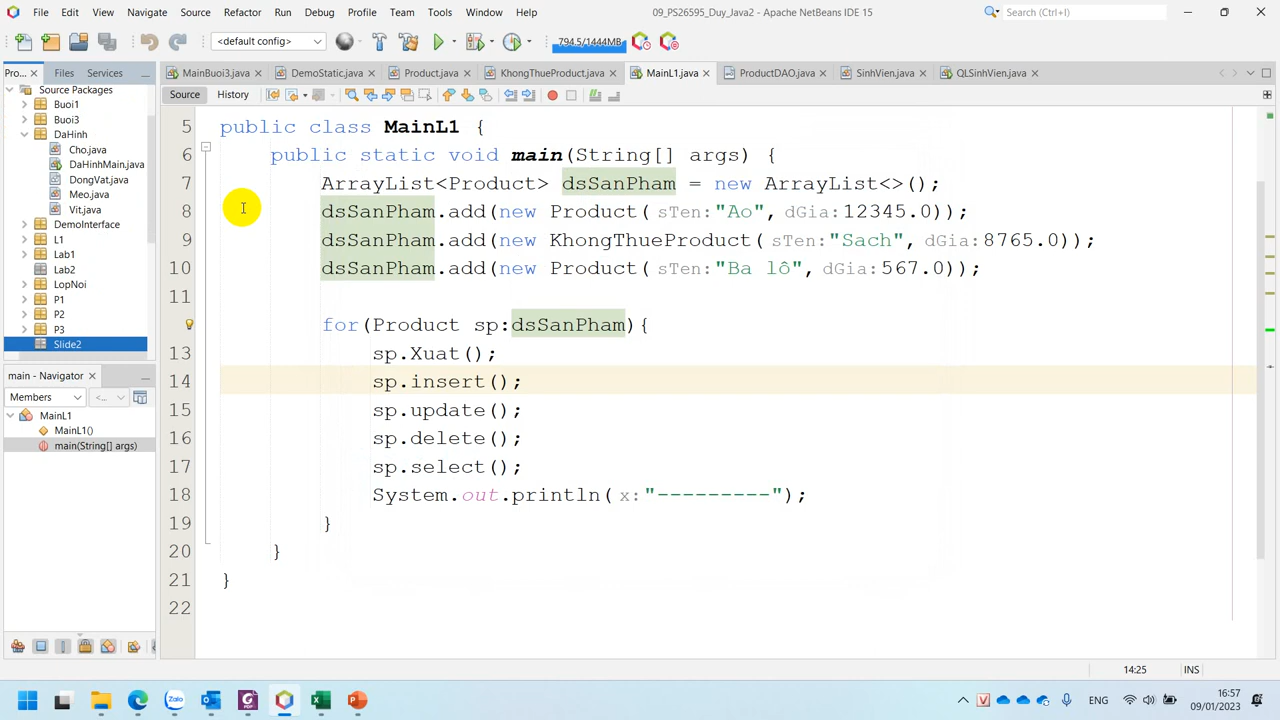 File Edit View Navigate Source Refactor Run Debug Profile Team Tools Window Help
09_PS26595_Duy_Java2 - Apache NetBeans IDE 15
Search (Ctrl+I)
<default config>
794.5/1444MB
Pro... Files Services
MainBuoi3.java DemoStatic.java Product.java KhongThueProduct.java MainL1.java ProductDAO.java SinhVien.java QLSinhVien.java
Source History
Source Packages
Buoi1
Buoi3
DaHinh
Cho.java
DaHinhMain.java
DongVat.java
Meo.java
Vit.java
DemoInterface
L1
Lab1
Lab2
LopNoi
P1
P2
P3
Slide2
main - Navigator
Members
<...
MainL1
MainL1()
main(String[] args)
5 public class MainL1 {
6 public static void main(String[] args) {
7 ArrayList<Product> dsSanPham = new ArrayList<>();
8 dsSanPham.add(new Product( sTen:"Ao", dGia:12345.0));
9 dsSanPham.add(new KhongThueProduct( sTen:"Sach", dGia:8765.0));
10 dsSanPham.add(new Product( sTen:"Ba lô", dGia:567.0));
11
for(Product sp:dsSanPham){
13 sp.Xuat();
14 sp.insert();
15 sp.update();
16 sp.delete();
17 sp.select();
18 System.out.println( x:"---------");
19 }
20 }
21 }
22
14:25 INS
ENG
16:57
09/01/2023